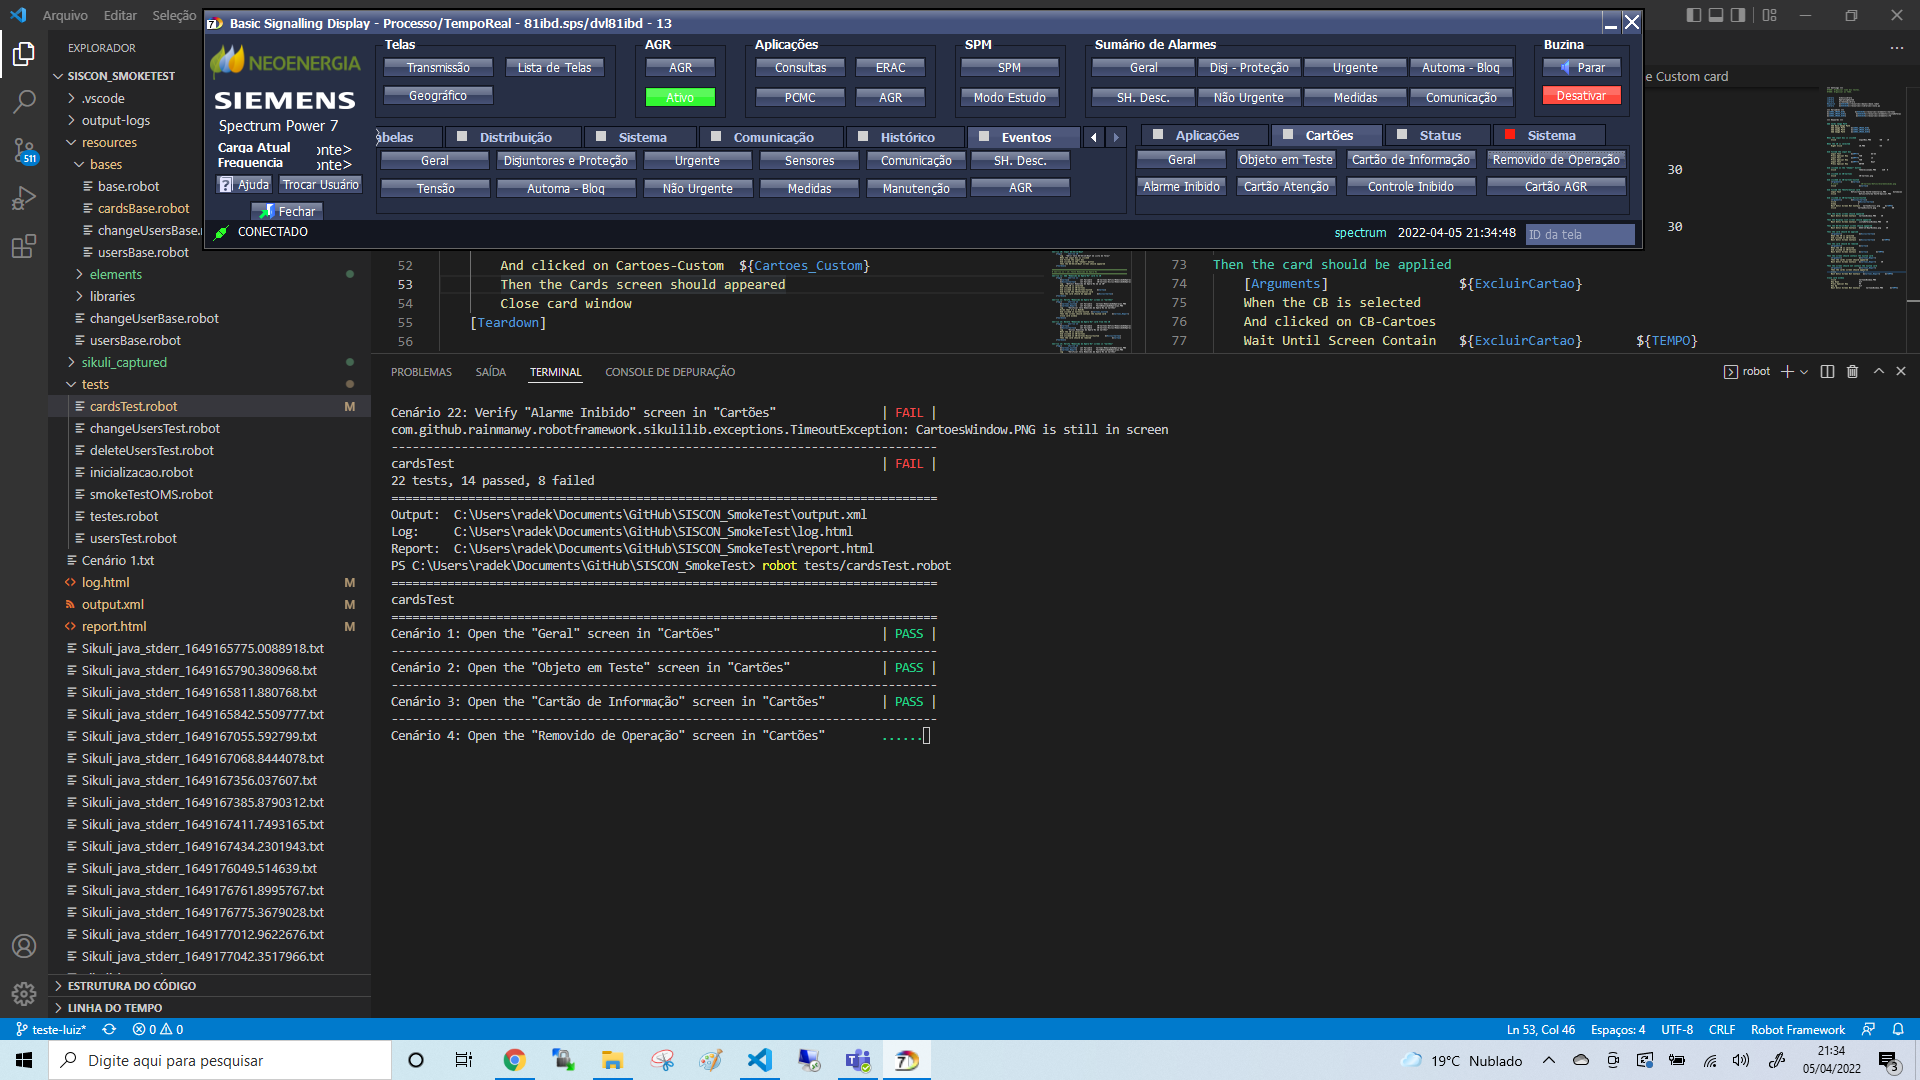 Arquivo Editar Seleção
Basic Signalling Display - Processo/TempoReal - 81ibd.sps/dvl81ibd - 13
NEOENERGIA
SIEMENS
Spectrum Power 7
Carga Atual
onte>
Frequencia
onte>
Ajuda Trocar Usuário
Fechar
CONECTADO
Telas
Transmissão Lista de Telas
Geográfico
AGR
AGR
Ativo
Aplicações
Consultas ERAC
PCMC AGR
SPM
SPM
Modo Estudo
Sumário de Alarmes
Geral Disj - Proteção Urgente Automa - Bloq
SH. Desc. Não Urgente Medidas Comunicação
Buzina
Parar
Desativar
belas Distribuição Sistema Comunicação Histórico Eventos
Geral Disjuntores e Proteção Urgente Sensores Comunicação SH. Desc.
Tensão Automa - Bloq Não Urgente Medidas Manutenção AGR
Aplicações Cartões Status Sistema
Geral Objeto em Teste Cartão de Informação Removido de Operação
Alarme Inibido Cartão Atenção Controle Inibido Cartão AGR
spectrum 2022-04-05 21:34:48 ID da tela
e Custom card
30
30
EXPLORADOR
SISCON_SMOKETEST
.vscode
output-logs
resources
bases
base.robot
cardsBase.robot
changeUsersBase.
usersBase.robot
elements
libraries
changeUserBase.robot
usersBase.robot
sikuli_captured
tests
cardsTest.robot M
changeUsersTest.robot
deleteUsersTest.robot
inicializacao.robot
smokeTestOMS.robot
testes.robot
usersTest.robot
Cenário 1.txt
log.html M
output.xml M
report.html M
Sikuli_java_stderr_1649165775.0088918.txt
Sikuli_java_stderr_1649165790.380968.txt
Sikuli_java_stderr_1649165811.880768.txt
Sikuli_java_stderr_1649165842.5509777.txt
Sikuli_java_stderr_1649167055.592799.txt
Sikuli_java_stderr_1649167068.8444078.txt
Sikuli_java_stderr_1649167356.037607.txt
Sikuli_java_stderr_1649167385.8790312.txt
Sikuli_java_stderr_1649167411.7493165.txt
Sikuli_java_stderr_1649167434.2301943.txt
Sikuli_java_stderr_1649176049.514639.txt
Sikuli_java_stderr_1649176761.8995767.txt
Sikuli_java_stderr_1649176775.3679028.txt
Sikuli_java_stderr_1649177012.9622676.txt
Sikuli_java_stderr_1649177042.3517966.txt
ESTRUTURA DO CÓDIGO
LINHA DO TEMPO
511
52 And clicked on Cartoes-Custom ${Cartoes_Custom}
53 Then the Cards screen should appeared
54 Close card window
55 [Teardown]
56
73 Then the card should be applied
74 [Arguments] ${ExcluirCartao}
75 When the CB is selected
76 And clicked on CB-Cartoes
77 Wait Until Screen Contain ${ExcluirCartao} ${TEMPO}
PROBLEMAS SAÍDA TERMINAL CONSOLE DE DEPURAÇÃO
robot
Cenário 22: Verify "Alarme Inibido" screen in "Cartões" | FAIL |
com.github.rainmanwy.robotframework.sikulilib.exceptions.TimeoutException: CartoesWindow.PNG is still in screen
------------------------------------------------------------------------------
cardsTest | FAIL |
22 tests, 14 passed, 8 failed
==============================================================================
Output: C:\Users\radek\Documents\GitHub\SISCON_SmokeTest\output.xml
Log: C:\Users\radek\Documents\GitHub\SISCON_SmokeTest\log.html
Report: C:\Users\radek\Documents\GitHub\SISCON_SmokeTest\report.html
PS C:\Users\radek\Documents\GitHub\SISCON_SmokeTest> robot tests/cardsTest.robot
==============================================================================
cardsTest
==============================================================================
Cenário 1: Open the "Geral" screen in "Cartões" | PASS |
------------------------------------------------------------------------------
Cenário 2: Open the "Objeto em Teste" screen in "Cartões" | PASS |
------------------------------------------------------------------------------
Cenário 3: Open the "Cartão de Informação" screen in "Cartões" | PASS |
------------------------------------------------------------------------------
Cenário 4: Open the "Removido de Operação" screen in "Cartões" ......
teste-luiz* 0 0
Ln 53, Col 46 Espaços: 4 UTF-8 CRLF Robot Framework
Digite aqui para pesquisar
19°C Nublado
21:34
05/04/2022
3